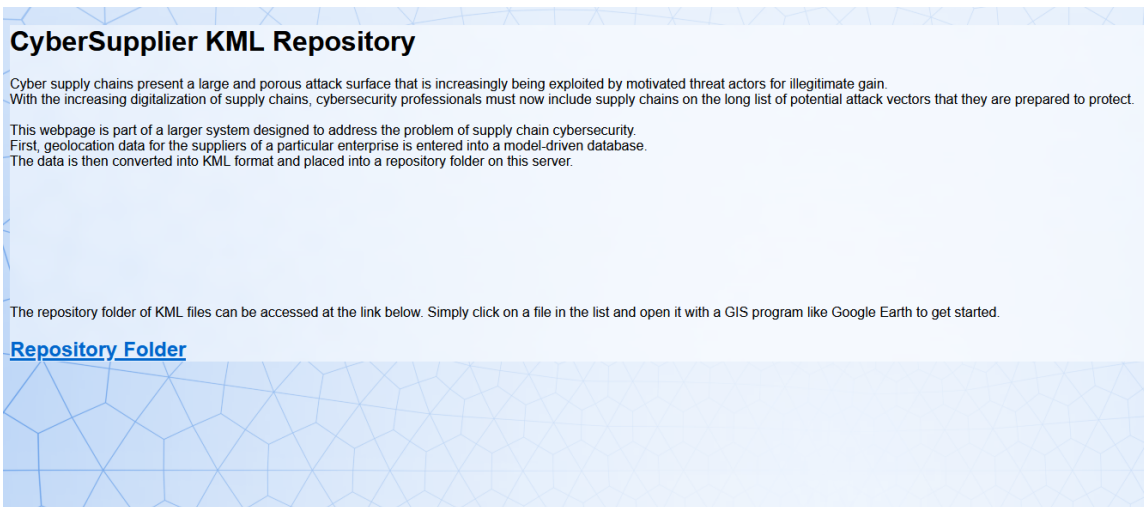 CyberSupplier KML Repository
Cyber supply chains present a large and porous attack surface that is increasingly being exploited by motivated threat actors for illegitimate gain.
With the increasing digitalization of supply chains, cybersecurity professionals must now include supply chains on the long list of potential attack vectors that they are prepared to protect.
This webpage is part of a larger system designed to address the problem of supply chain cybersecurity.
First, geolocation data for the suppliers of a particular enterprise is entered into a model-driven database.
The data is then converted into KML format and placed into a repository folder on this server.
The repository folder of KML files can be accessed at the link below. Simply click on a file in the list and open it with a GIS program like Google Earth to get started.
Repository Folder